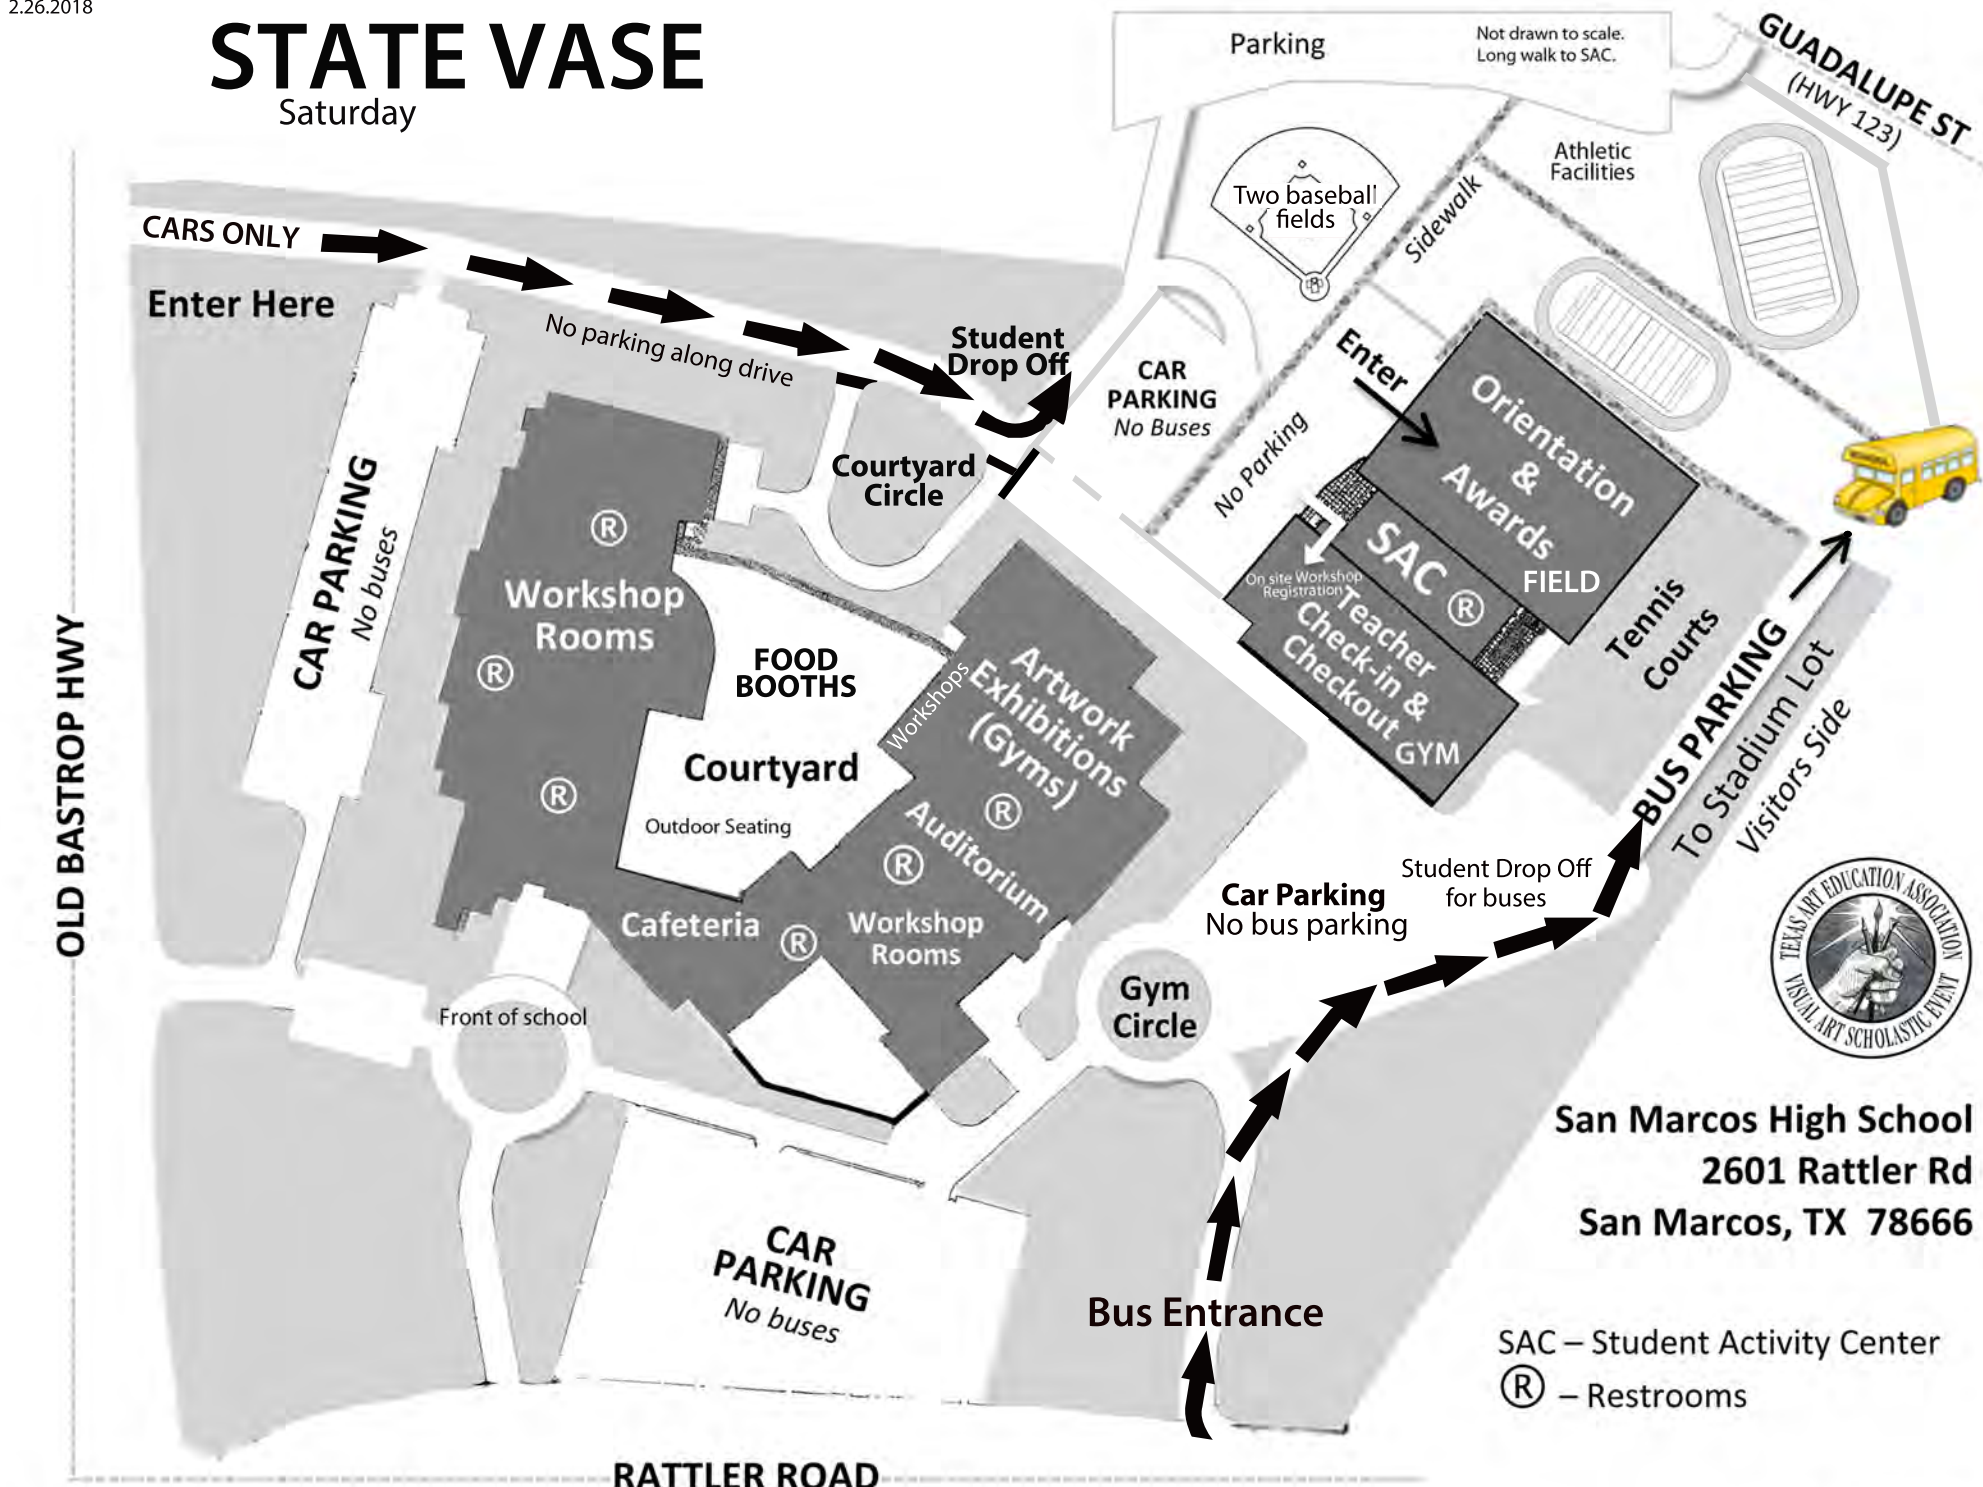 2.26.2018
STATE VASE
Saturday
Parking
Not drawn to scale.
Long walk to SAC.
GUADALUPE ST
(HWY 123)
Athletic
Facilities
Two baseball
fields
Sidewalk
CARS ONLY
Enter Here
No parking along drive
Student
Drop Off
CAR
PARKING
No Buses
Enter
No Parking
Orientation
&
Awards
FIELD
SAC ®
On site Workshop
Registration
Teacher
Check-in &
Checkout
GYM
Tennis
Courts
Courtyard
Circle
CAR PARKING
No buses
OLD BASTROP HWY
®
Workshop
Rooms
®
®
FOOD
BOOTHS
Courtyard
Outdoor Seating
Workshops
Artwork
Exhibitions
(Gyms)
®
Auditorium
®
Cafeteria
®
Workshop
Rooms
BUS PARKING
To Stadium Lot
Visitors Side
Student Drop Off
for buses
Car Parking
No bus parking
Gym
Circle
Front of school
TEXAS ART EDUCATION ASSOCIATION
VISUAL ART SCHOLASTIC EVENT
San Marcos High School
2601 Rattler Rd
San Marcos, TX 78666
CAR
PARKING
No buses
Bus Entrance
SAC – Student Activity Center
® – Restrooms
RATTLER ROAD